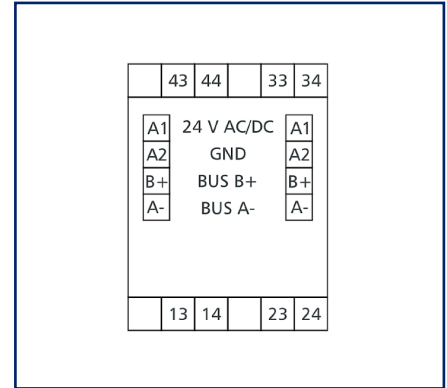 43 44 33 34
A1 24 V AC/DC A1
A2 GND A2
B+ BUS B+ B+
A- BUS A- A-
13 14 23 24